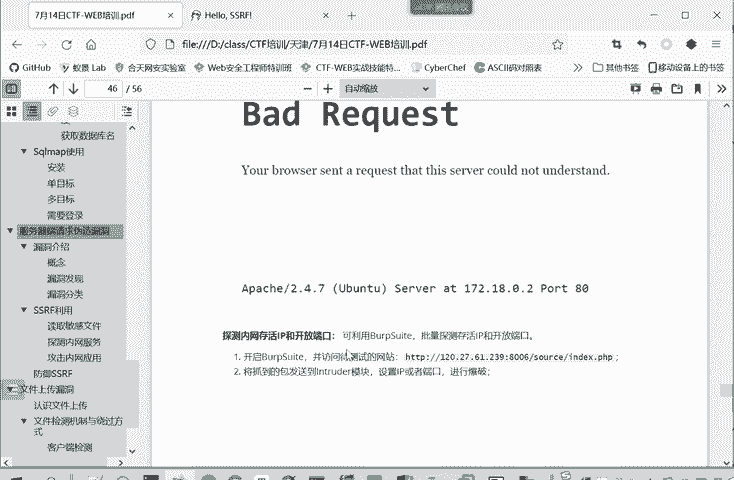 7月14日CTF-WEB培训.pdf
Hello, SSRF!
file:///D:/class/CTF培训/天津/7月14日CTF-WEB培训.pdf
GitHub 蚁景 Lab 合天网安实验室 Web安全工程师特训班 CTF-WEB实战技能特... CyberChef ASCII码对照表 其他书签 移动设备上的书签
46 / 56 自动缩放
获取数据库名
Sqlmap使用
安装
单目标
多目标
需要登录
服务器端请求伪造漏洞
漏洞介绍
概念
漏洞发现
漏洞分类
SSRF利用
读取敏感文件
探测内网服务
攻击内网应用
防御SSRF
文件上传漏洞
认识文件上传
文件检测机制与绕过方
式
客户端检测
Bad Request
Your browser sent a request that this server could not understand.
Apache/2.4.7 (Ubuntu) Server at 172.18.0.2 Port 80
探测内网存活IP和开放端口： 可利用BurpSuite，批量探测存活IP和开放端口。
1. 开启BurpSuite，并访问待测试的网站： http://120.27.61.239:8006/source/index.php ；
2. 将抓到的包发送到Intruder模块，设置IP或者端口，进行爆破；